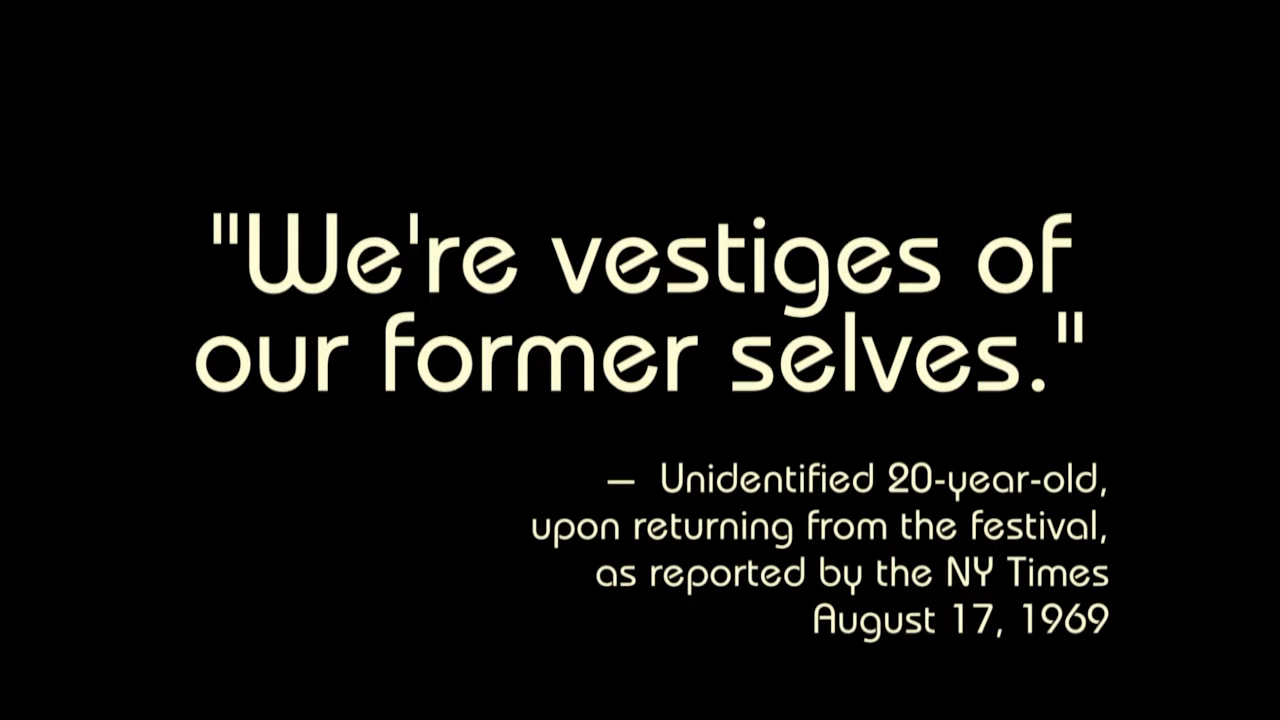 "We're vestiges of
our former selves."
— Unidentified 20-year-old,
upon returning from the festival,
as reported by the NY Times
August 17, 1969